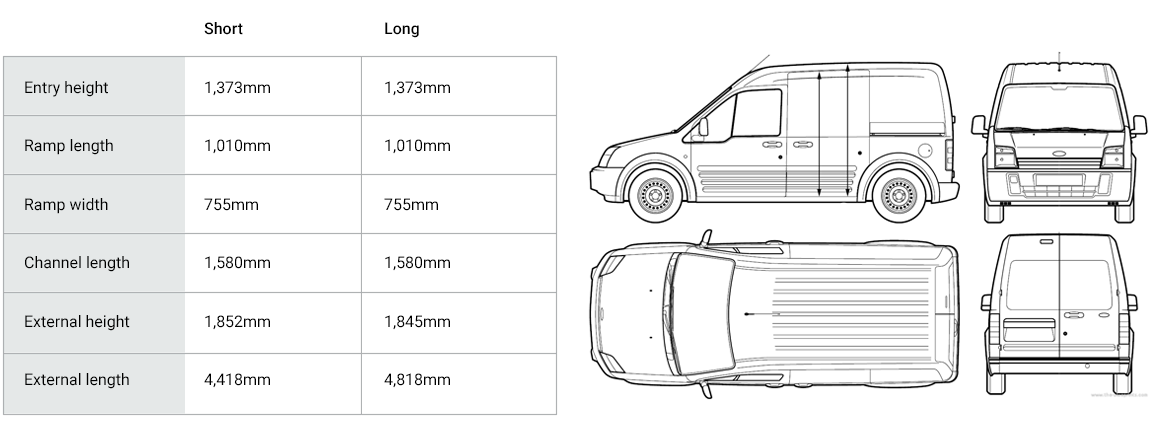 Short Long
Entry height 1,373mm 1,373mm
Ramp length 1,010mm 1,010mm
Ramp width 755mm 755mm
Channel length 1,580mm 1,580mm
External height 1,852mm 1,845mm
External length 4,418mm 4,818mm